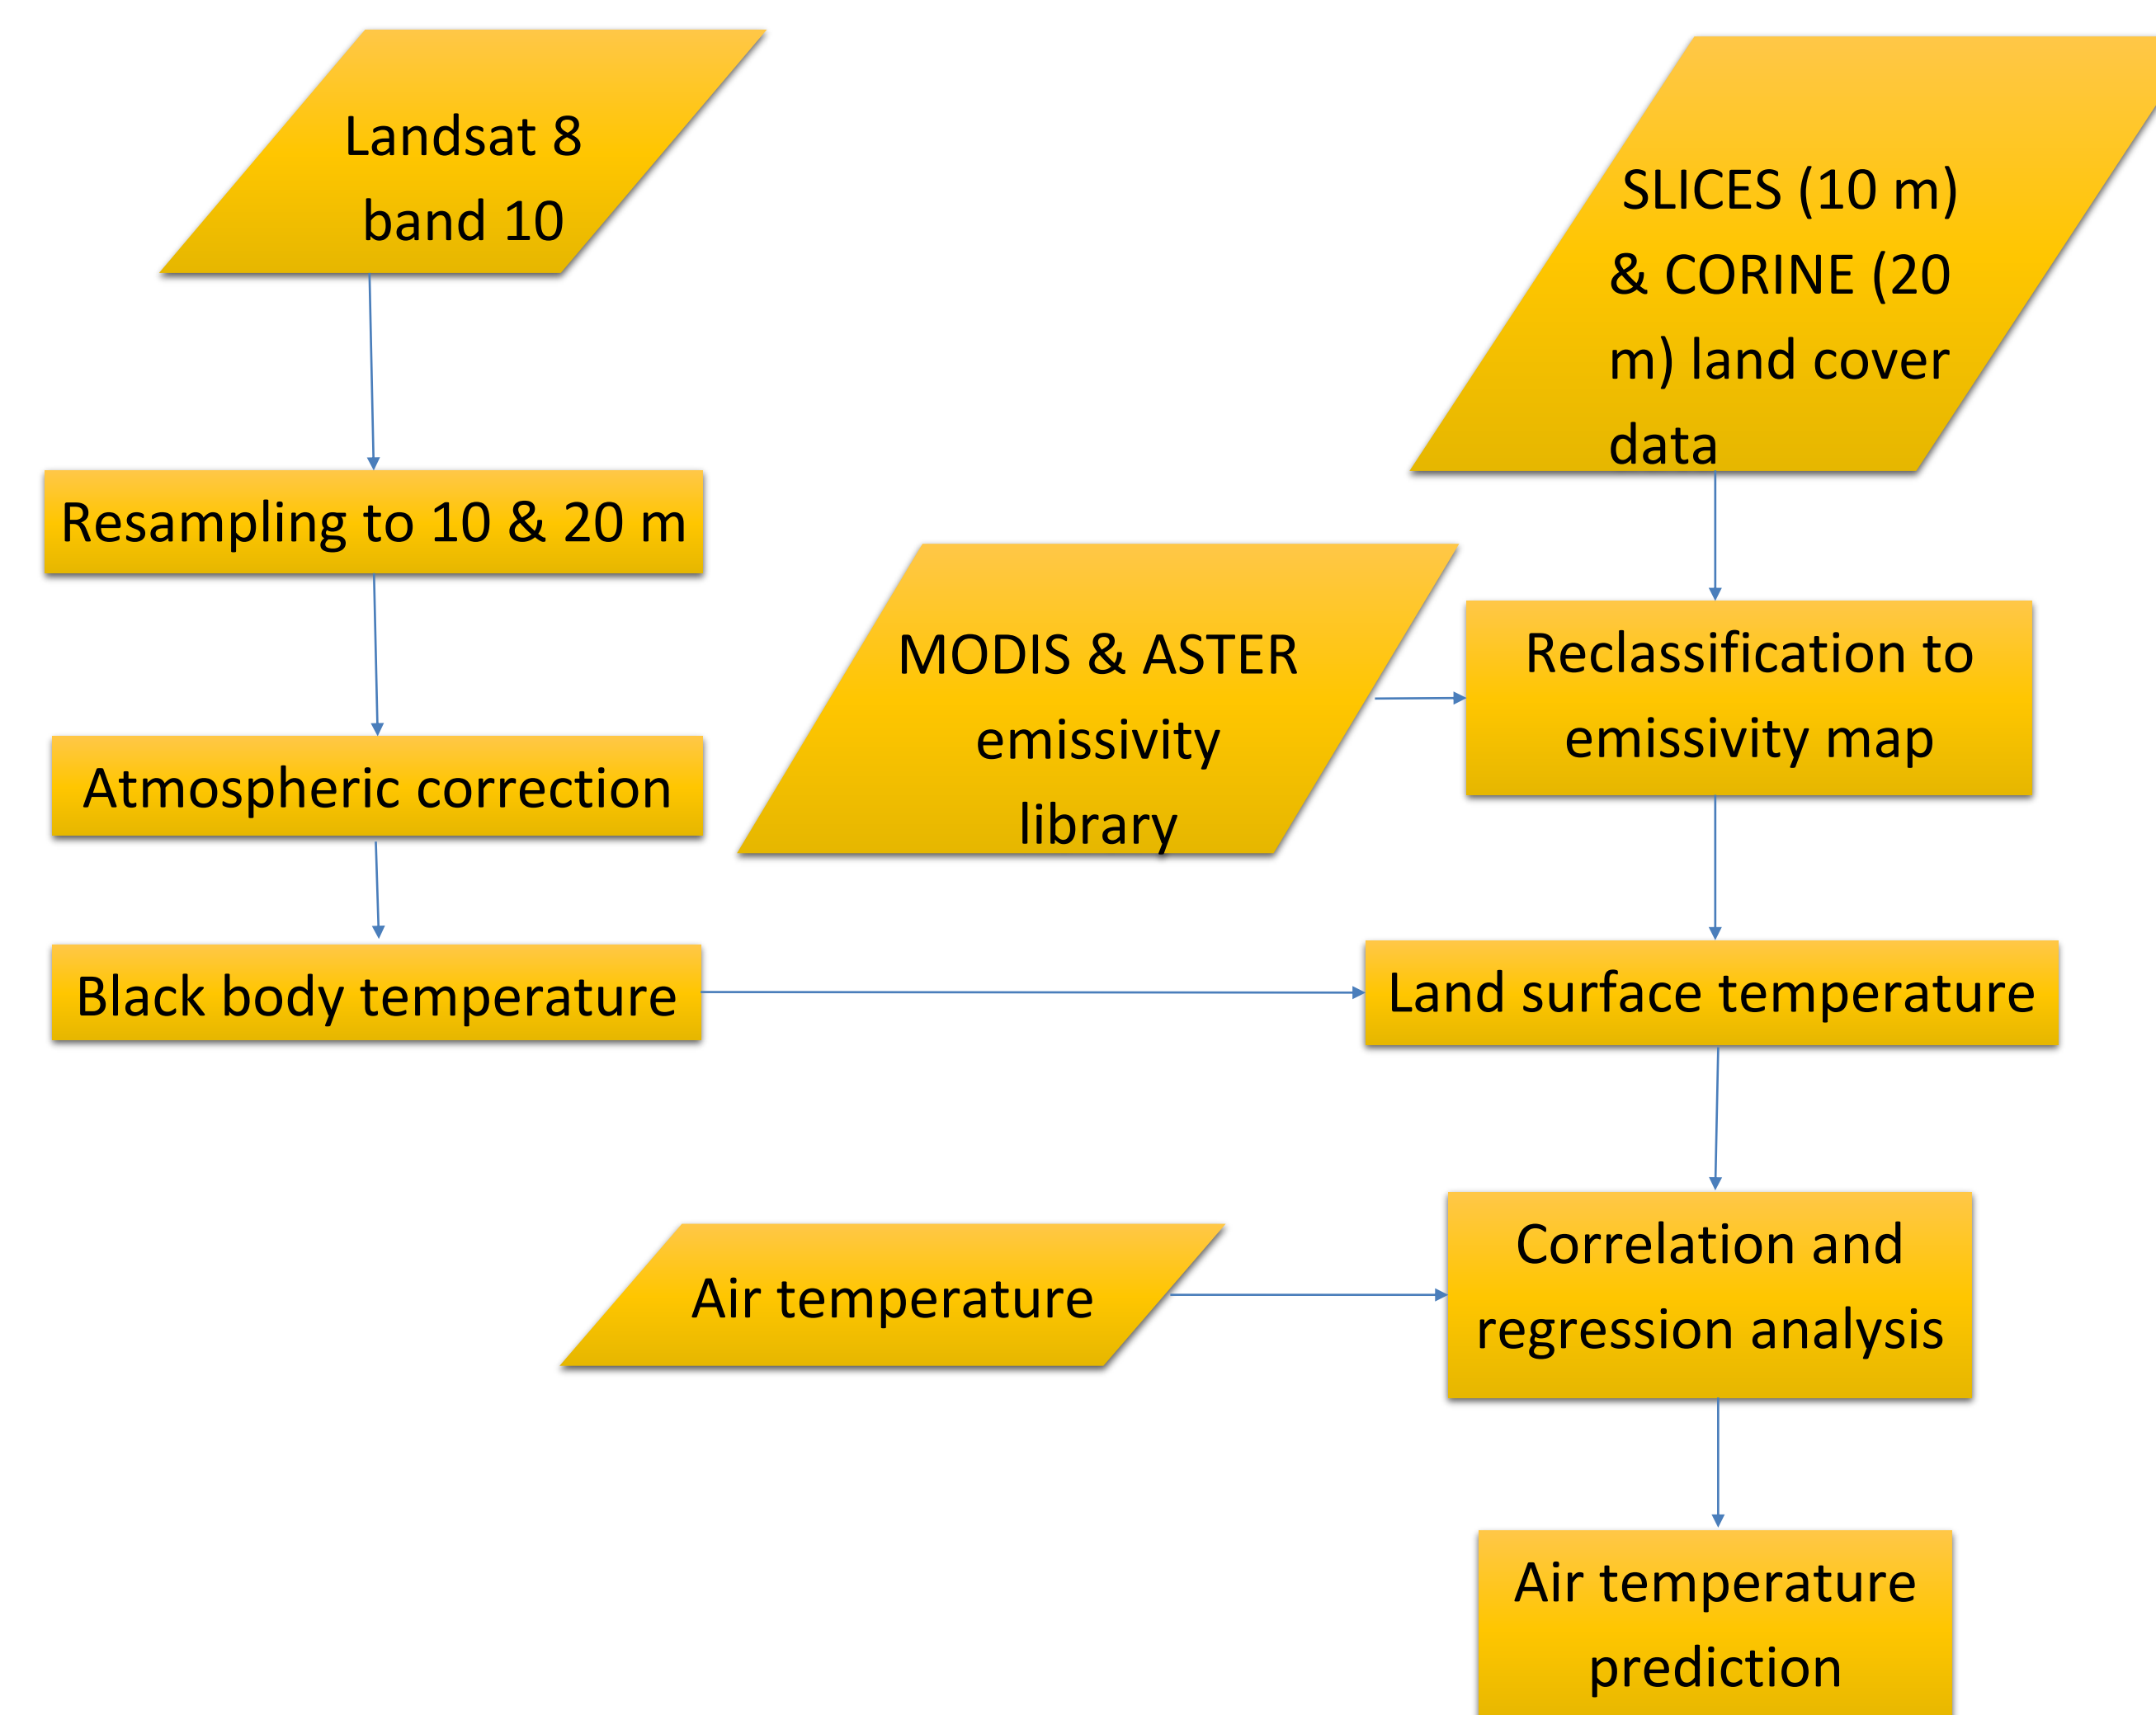 Landsat 8
band 10
SLICES (10 m)
& CORINE (20
m) land cover
data
Resampling to 10 & 20 m
MODIS & ASTER
emissivity
library
Reclassification to
emissivity map
Atmospheric correction
Black body temperature
Land surface temperature
Air temperature
Correlation and
regression analysis
Air temperature
prediction